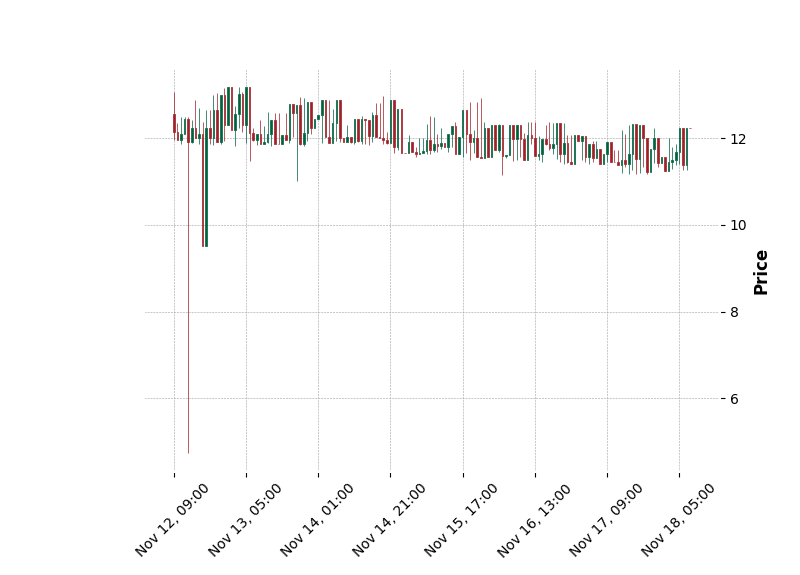 12
10
8
6
Price
Nov 12, 09:00
Nov 13, 05:00
Nov 14, 01:00
Nov 14, 21:00
Nov 15, 17:00
Nov 16, 13:00
Nov 17, 09:00
Nov 18, 05:00